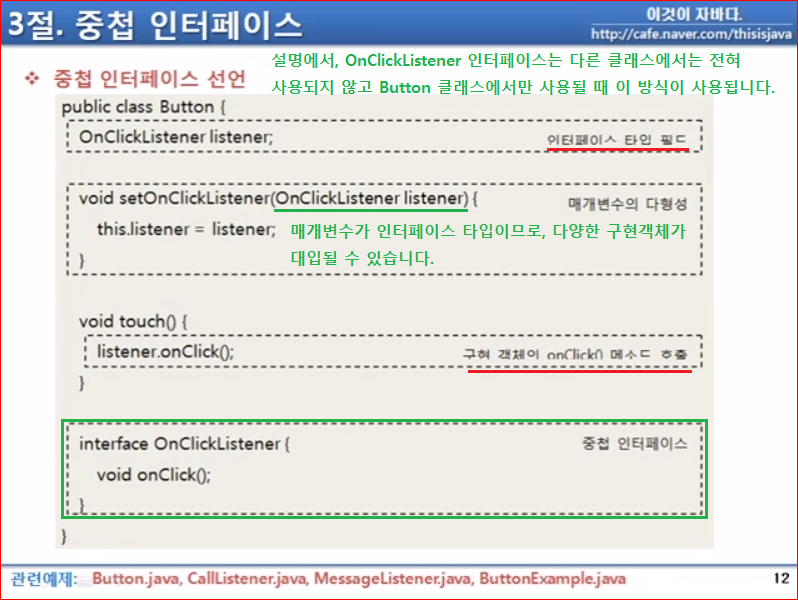 3절. 중첩 인터페이스
이것이 자바다.
http://cafe.naver.com/thisisjava
❖ 중첩 인터페이스 선언
설명에서, OnClickListener 인터페이스는 다른 클래스에서는 전혀
사용되지 않고 Button 클래스에서만 사용될 때 이 방식이 사용됩니다.
public class Button {
OnClickListener listener; 인터페이스 타입 필드
void setOnClickListener(OnClickListener listener) { 매개변수의 다형성
this.listener = listener; 매개변수가 인터페이스 타입이므로, 다양한 구현객체가
대입될 수 있습니다.
}
void touch() {
listener.onClick(); 구현 객체의 onClick() 메소드 호출
}
interface OnClickListener { 중첩 인터페이스
void onClick();
}
}
관련예제: Button.java, CallListener.java, MessageListener.java, ButtonExample.java
12